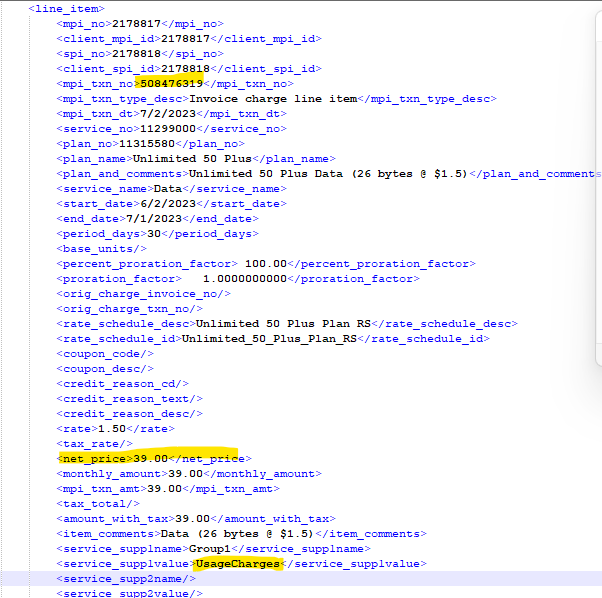 <line_item>
<mpi_no>2178817</mpi_no>
<client_mpi_id>2178817</client_mpi_id>
<spi_no>2178818</spi_no>
<client_spi_id>2178818</client_spi_id>
<mpi_txn_no>508476319</mpi_txn_no>
<mpi_txn_type_desc>Invoice charge line item</mpi_txn_type_desc>
<mpi_txn_dt>7/2/2023</mpi_txn_dt>
<service_no>11299000</service_no>
<plan_no>11315580</plan_no>
<plan_name>Unlimited 50 Plus</plan_name>
<plan_and_comments>Unlimited 50 Plus Data (26 bytes @ $1.5)</plan_and_comments
<service_name>Data</service_name>
<start_date>6/2/2023</start_date>
<end_date>7/1/2023</end_date>
<period_days>30</period_days>
<base_units/>
<percent_proration_factor> 100.00</percent_proration_factor>
<proration_factor>   1.0000000000</proration_factor>
<orig_charge_invoice_no/>
<orig_charge_txn_no/>
<rate_schedule_desc>Unlimited 50 Plus Plan RS</rate_schedule_desc>
<rate_schedule_id>Unlimited_50_Plus_Plan_RS</rate_schedule_id>
<coupon_code/>
<coupon_desc/>
<credit_reason_cd/>
<credit_reason_text/>
<credit_reason_desc/>
<rate>1.50</rate>
<tax_rate/>
<net_price>39.00</net_price>
<monthly_amount>39.00</monthly_amount>
<mpi_txn_amt>39.00</mpi_txn_amt>
<tax_total/>
<amount_with_tax>39.00</amount_with_tax>
<item_comments>Data (26 bytes @ $1.5)</item_comments>
<service_supp1name>Group1</service_supp1name>
<service_supp1value>UsageCharges</service_supp1value>
<service_supp2name/>
<service_supp2value/>